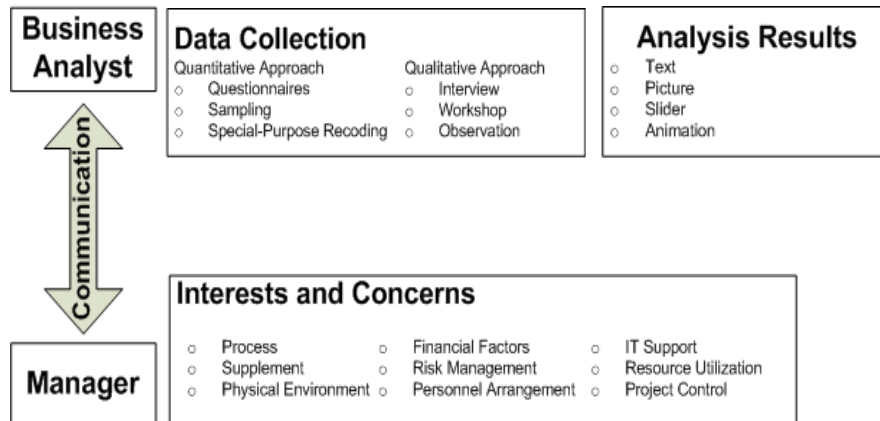 Business
Analyst
Data Collection
Quantitative Approach
○ Questionnaires
○ Sampling
○ Special-Purpose Recoding
Qualitative Approach
○ Interview
○ Workshop
○ Observation
Analysis Results
○ Text
○ Picture
○ Slider
○ Animation
Communication
Manager
Interests and Concerns
○ Process
○ Supplement
○ Physical Environment
○ Financial Factors
○ Risk Management
○ Personnel Arrangement
○ IT Support
○ Resource Utilization
○ Project Control